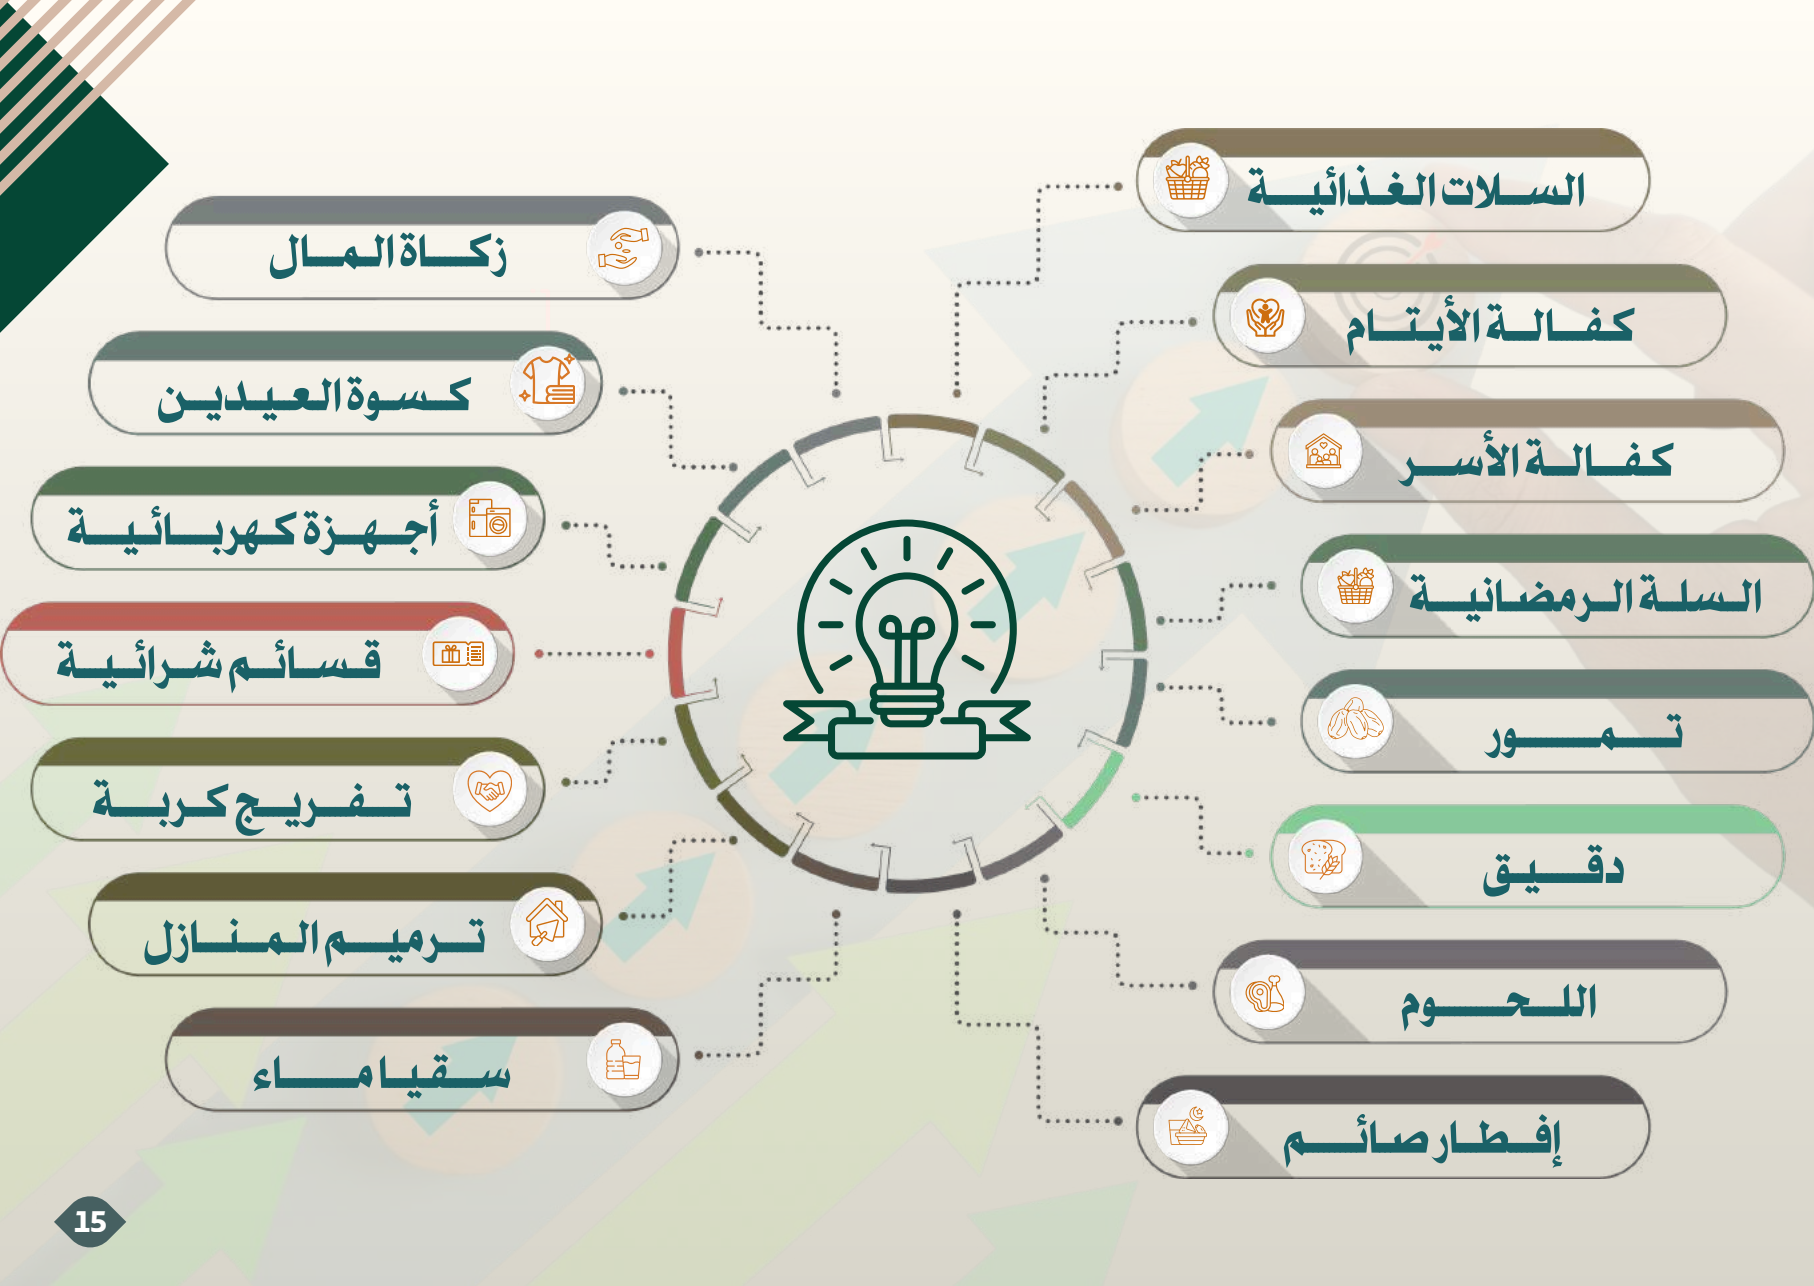 السلات الغذائية
كفالة الأيتام
كفالة الأسر
السلة الرمضانية
تمور
دقيق
اللحوم
إفطار صائم
زكاة المال
كسوة العيدين
أجهزة كهربائية
قسائم شرائية
تفريج كربة
ترميم المنازل
سقيا ماء
15